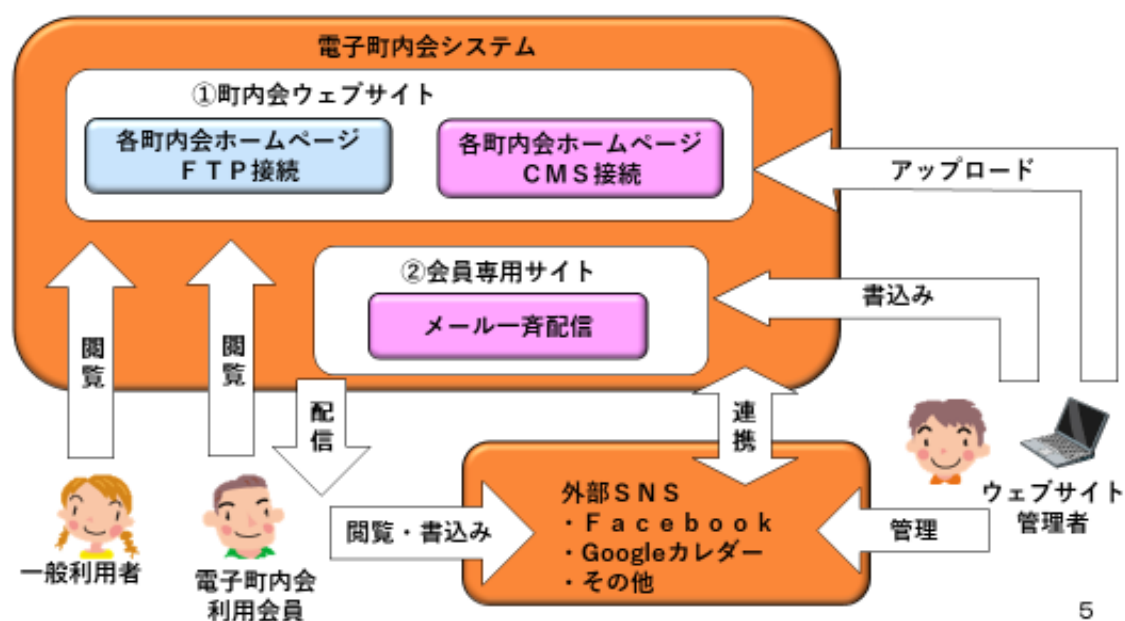 電子町内会システム
①町内会ウェブサイト
各町内会ホームページ
ＦＴＰ接続
各町内会ホームページ
ＣＭＳ接続
アップロード
②会員専用サイト
メール一斉配信
書込み
閲覧
閲覧
配信
連携
外部ＳＮＳ
・Ｆａｃｅｂｏｏｋ
・Googleカレダー
・その他
閲覧・書込み
管理
一般利用者
電子町内会
利用会員
ウェブサイト
管理者
5